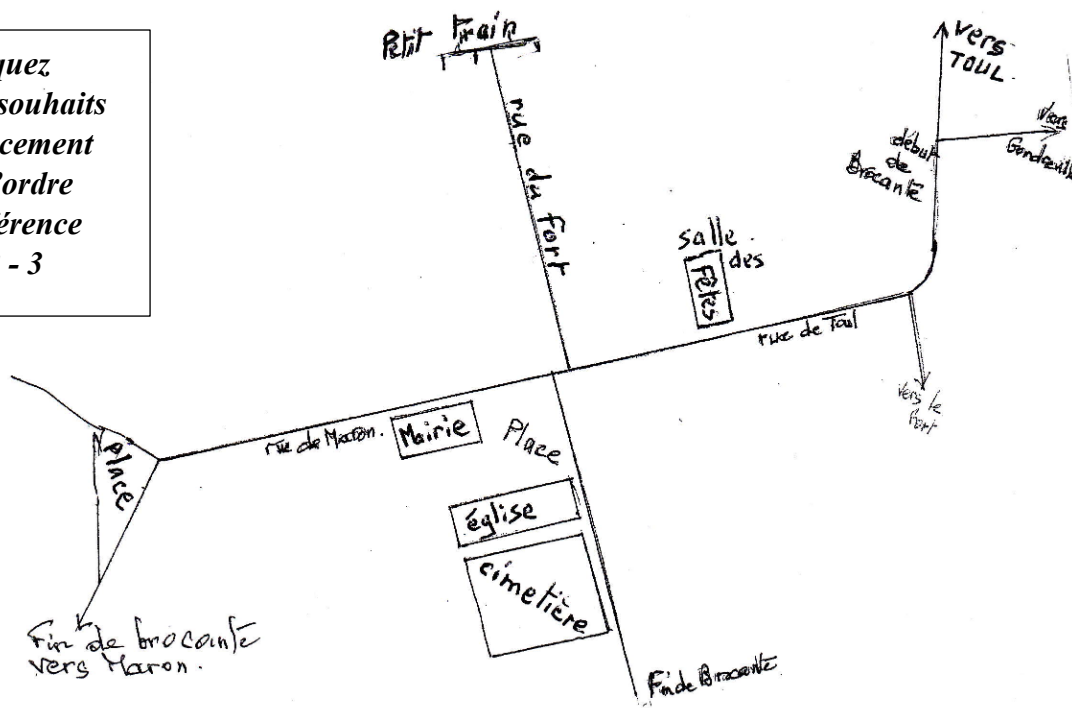 quez
souhaits
cement
'ordre
érence
- 3
Petit Train
rue du Fort
vers
TOUL
vers
début
de
Brocante
salle
des
Fêtes
rue de Toul
vers le
Fort
rue de Maron.
Mairie
Place
Place
église
cimetière
Fin de brocante
vers Maron.
Fin de Brocante